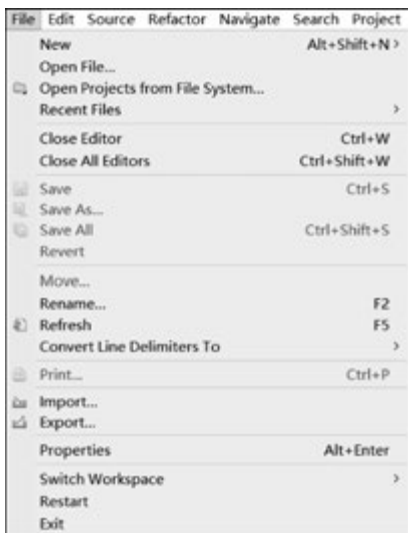 File Edit Source Refactor Navigate Search Project
New Alt+Shift+N >
Open File...
Open Projects from File System...
Recent Files >
Close Editor Ctrl+W
Close All Editors Ctrl+Shift+W
Save Ctrl+S
Save As...
Save All Ctrl+Shift+S
Revert
Move...
Rename... F2
Refresh F5
Convert Line Delimiters To >
Print... Ctrl+P
Import...
Export...
Properties Alt+Enter
Switch Workspace >
Restart
Exit